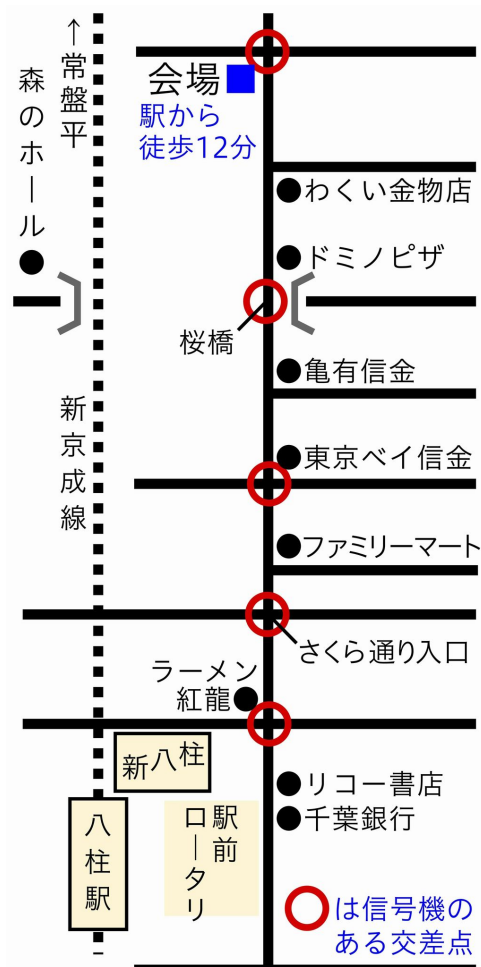 ←常盤平
森のホール
会場
駅から
徒歩12分
わくい金物店
ドミノピザ
桜橋
亀有信金
新京成線
東京ベイ信金
ファミリーマート
さくら通り入口
ラーメン
紅龍
新八柱
八柱駅
駅前
ロータリ
リコー書店
千葉銀行
は信号機の
ある交差点